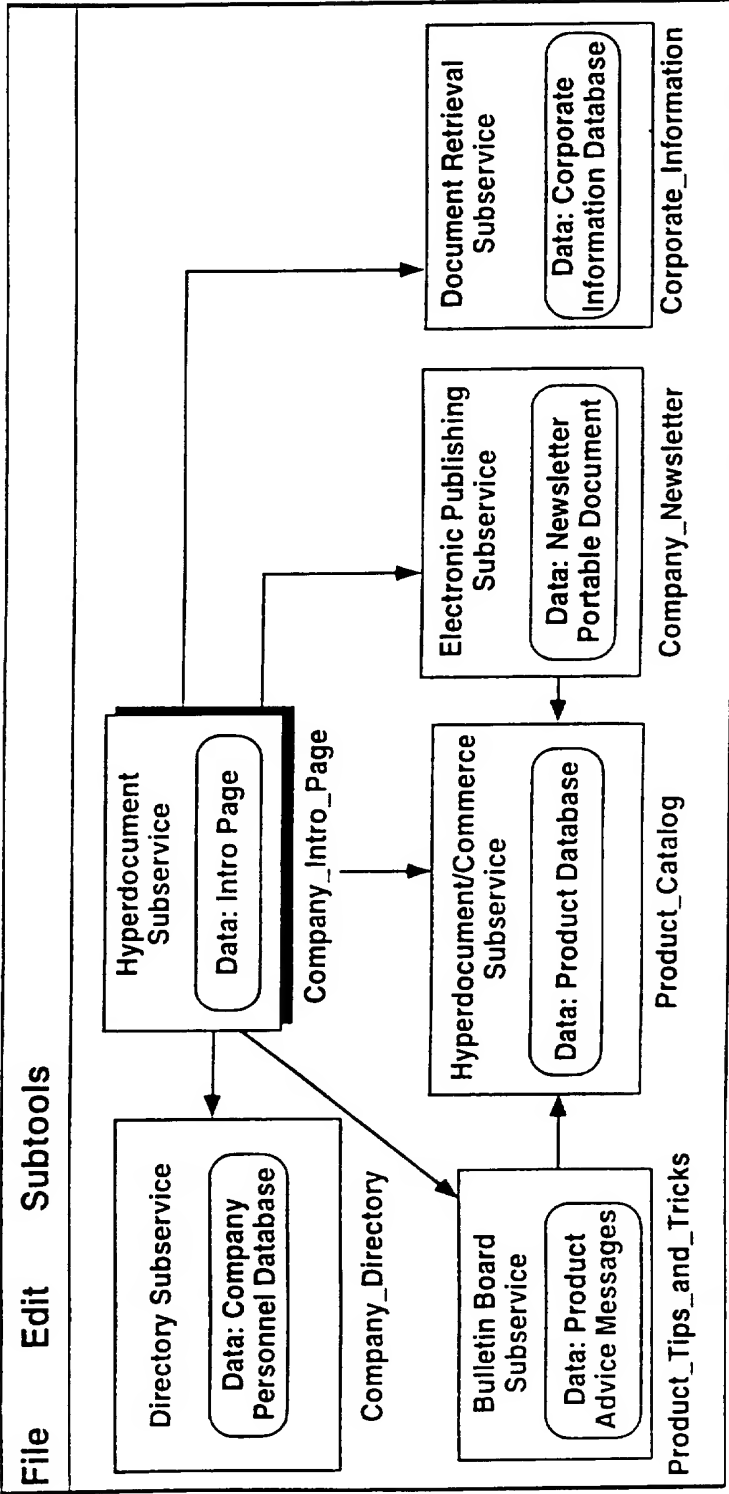 File Edit Subtools
Directory Subservice
Data: Company
Personnel Database
Company_Directory
Hyperdocument
Subservice
Data: Intro Page
Company_Intro_Page
Bulletin Board
Subservice
Data: Product
Advice Messages
Product_Tips_and_Tricks
Hyperdocument/Commerce
Subservice
Data: Product Database
Product_Catalog
Electronic Publishing
Subservice
Data: Newsletter
Portable Document
Company_Newsletter
Document Retrieval
Subservice
Data: Corporate
Information Database
Corporate_Information